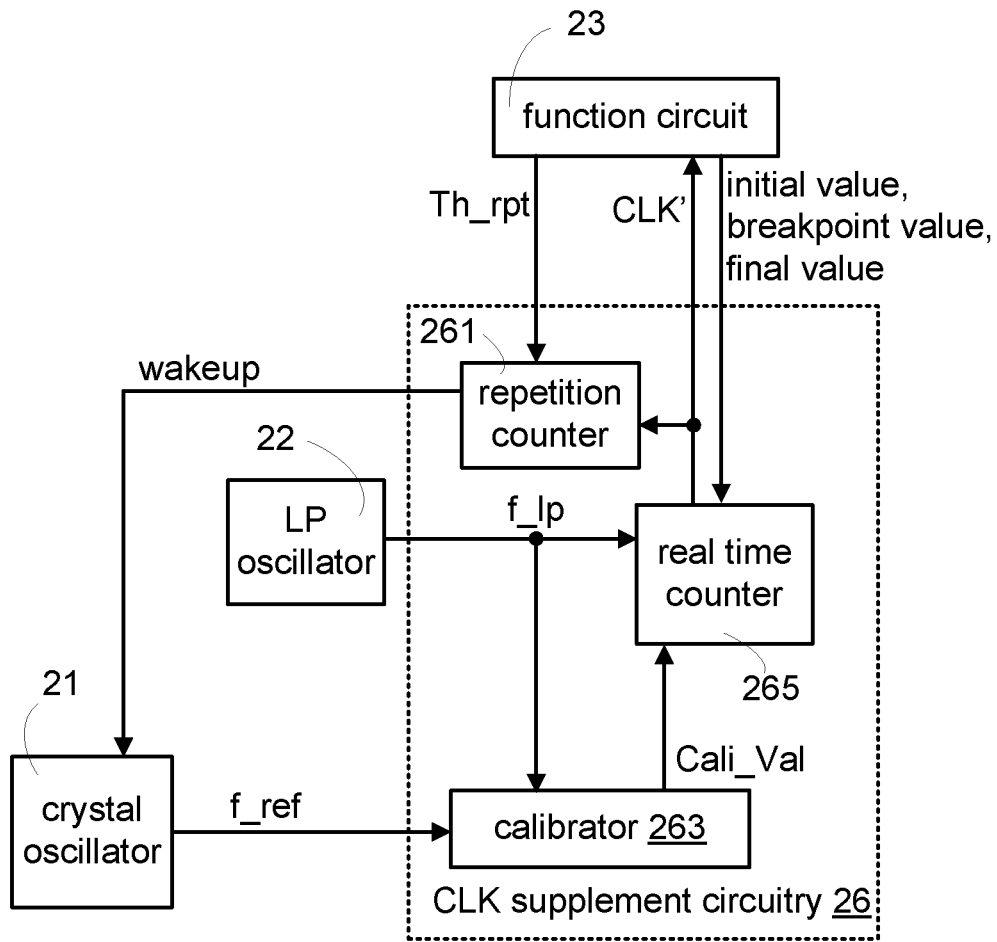 23
function circuit
Th_rpt
CLK'
initial value,
breakpoint value,
final value
261
repetition
counter
wakeup
22
LP
oscillator
f_lp
real time
counter
265
21
crystal
oscillator
f_ref
Cali_Val
calibrator 263
CLK supplement circuitry 26